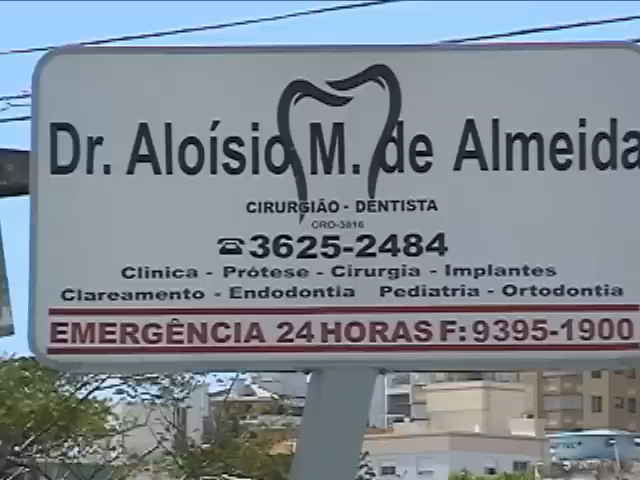 Dr. Aloísio M. de Almeida
CIRURGIÃO - DENTISTA
CRO-3816
☎3625-2484
Clinica - Prótese - Cirurgia - Implantes
Clareamento - Endodontia Pediatria - Ortodontia
EMERGÊNCIA 24 HORAS F: 9395-1900